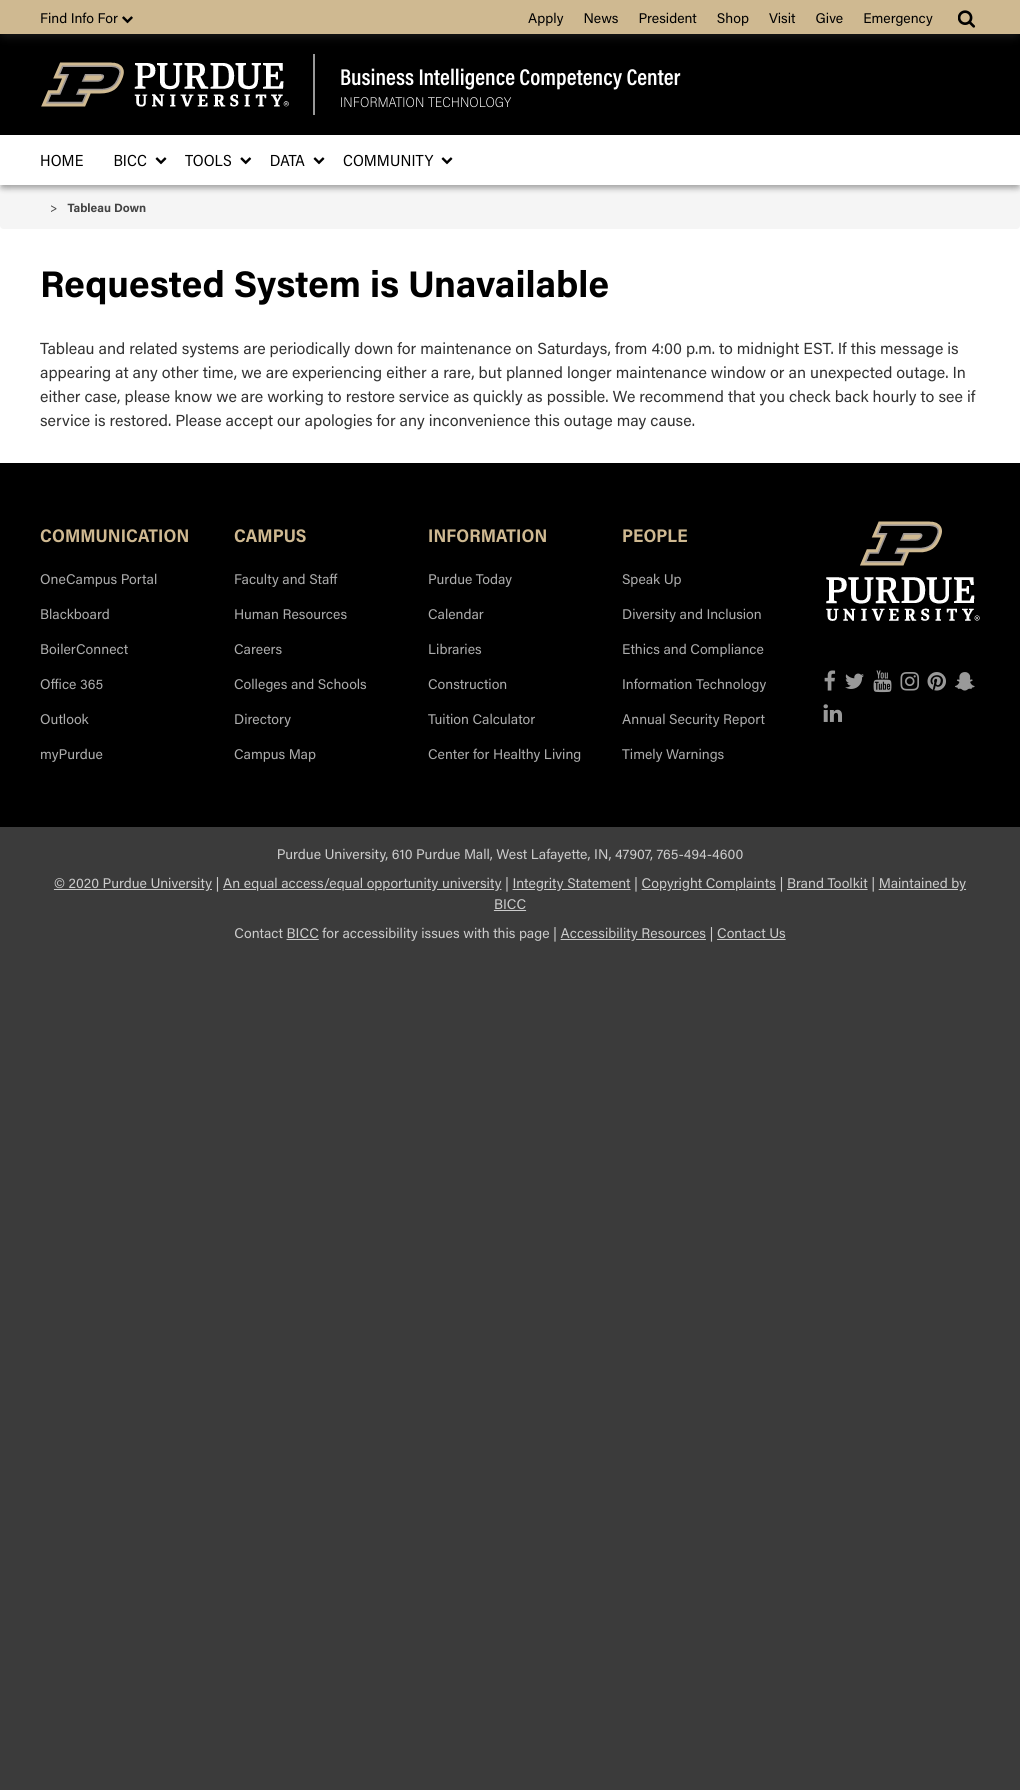 Find Info For
Apply News President Shop Visit Give Emergency
PURDUE UNIVERSITY®
Business Intelligence Competency Center
INFORMATION TECHNOLOGY
HOME BICC TOOLS DATA COMMUNITY
> Tableau Down
Requested System is Unavailable
Tableau and related systems are periodically down for maintenance on Saturdays, from 4:00 p.m. to midnight EST. If this message is
appearing at any other time, we are experiencing either a rare, but planned longer maintenance window or an unexpected outage. In
either case, please know we are working to restore service as quickly as possible. We recommend that you check back hourly to see if
service is restored. Please accept our apologies for any inconvenience this outage may cause.
COMMUNICATION
OneCampus Portal
Blackboard
BoilerConnect
Office 365
Outlook
myPurdue
CAMPUS
Faculty and Staff
Human Resources
Careers
Colleges and Schools
Directory
Campus Map
INFORMATION
Purdue Today
Calendar
Libraries
Construction
Tuition Calculator
Center for Healthy Living
PEOPLE
Speak Up
Diversity and Inclusion
Ethics and Compliance
Information Technology
Annual Security Report
Timely Warnings
P
PURDUE
UNIVERSITY®
Purdue University, 610 Purdue Mall, West Lafayette, IN, 47907, 765-494-4600
© 2020 Purdue University | An equal access/equal opportunity university | Integrity Statement | Copyright Complaints | Brand Toolkit | Maintained by
BICC
Contact BICC for accessibility issues with this page | Accessibility Resources | Contact Us